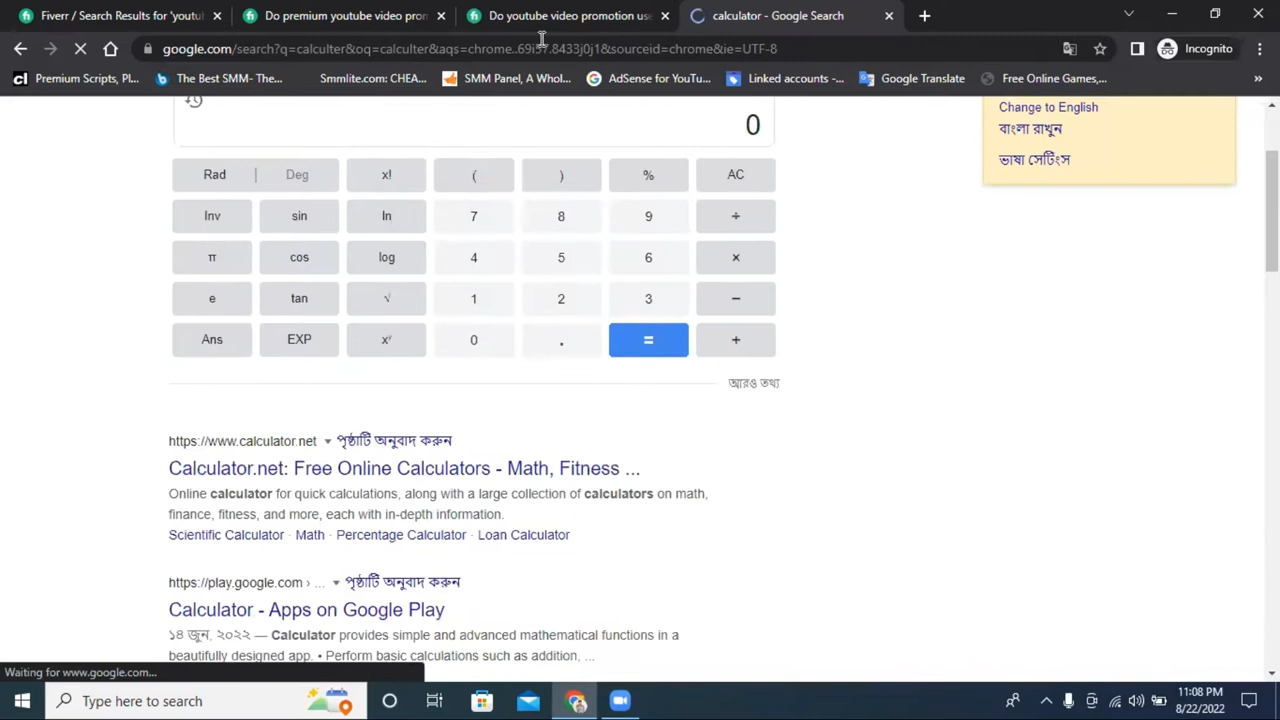 Fiverr / Search Results for 'youtu
Do premium youtube video pron
Do youtube video promotion use
calculator - Google Search
google.com/search?q=calculter&oq=calculter&aqs=chrome..69i57.8433j0j1&sourceid=chrome&ie=UTF-8
Incognito
Premium Scripts, Pl...
The Best SMM- The...
Smmlite.com: CHEA...
SMM Panel, A Whol...
AdSense for YouTu...
Linked accounts -...
Google Translate
Free Online Games,...
»
0
Change to English
বাংলা রাখুন
ভাষা সেটিংস
Rad | Deg x! ( ) % AC
Inv sin ln 7 8 9 ÷
π cos log 4 5 6 ×
e tan √ 1 2 3 −
Ans EXP xʸ 0 . = +
আরও তথ্য
https://www.calculator.net পৃষ্ঠাটি অনুবাদ করুন
Calculator.net: Free Online Calculators - Math, Fitness ...
Online calculator for quick calculations, along with a large collection of calculators on math,
finance, fitness, and more, each with in-depth information.
Scientific Calculator · Math · Percentage Calculator · Loan Calculator
https://play.google.com › ... পৃষ্ঠাটি অনুবাদ করুন
Calculator - Apps on Google Play
১৪ জুন, ২০২২ — Calculator provides simple and advanced mathematical functions in a
beautifully designed app. • Perform basic calculations such as addition, ...
Waiting for www.google.com...
Type here to search
11:08 PM
8/22/2022